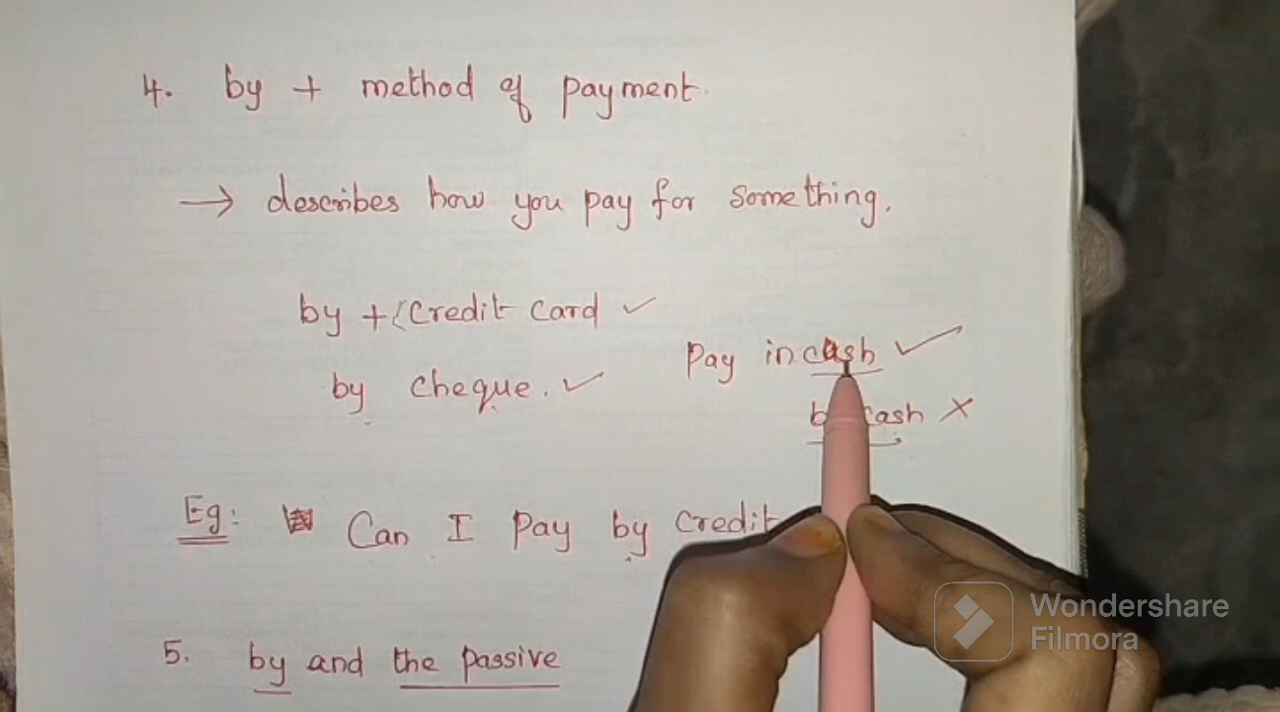 4. by + method of payment.
→ describes how you pay for something.
by + {Credit Card ✓
by cheque. ✓
Pay in cash ✓
cash ✗
Eg: Can I Pay by credit
5. by and the passive
Wondershare
Filmora